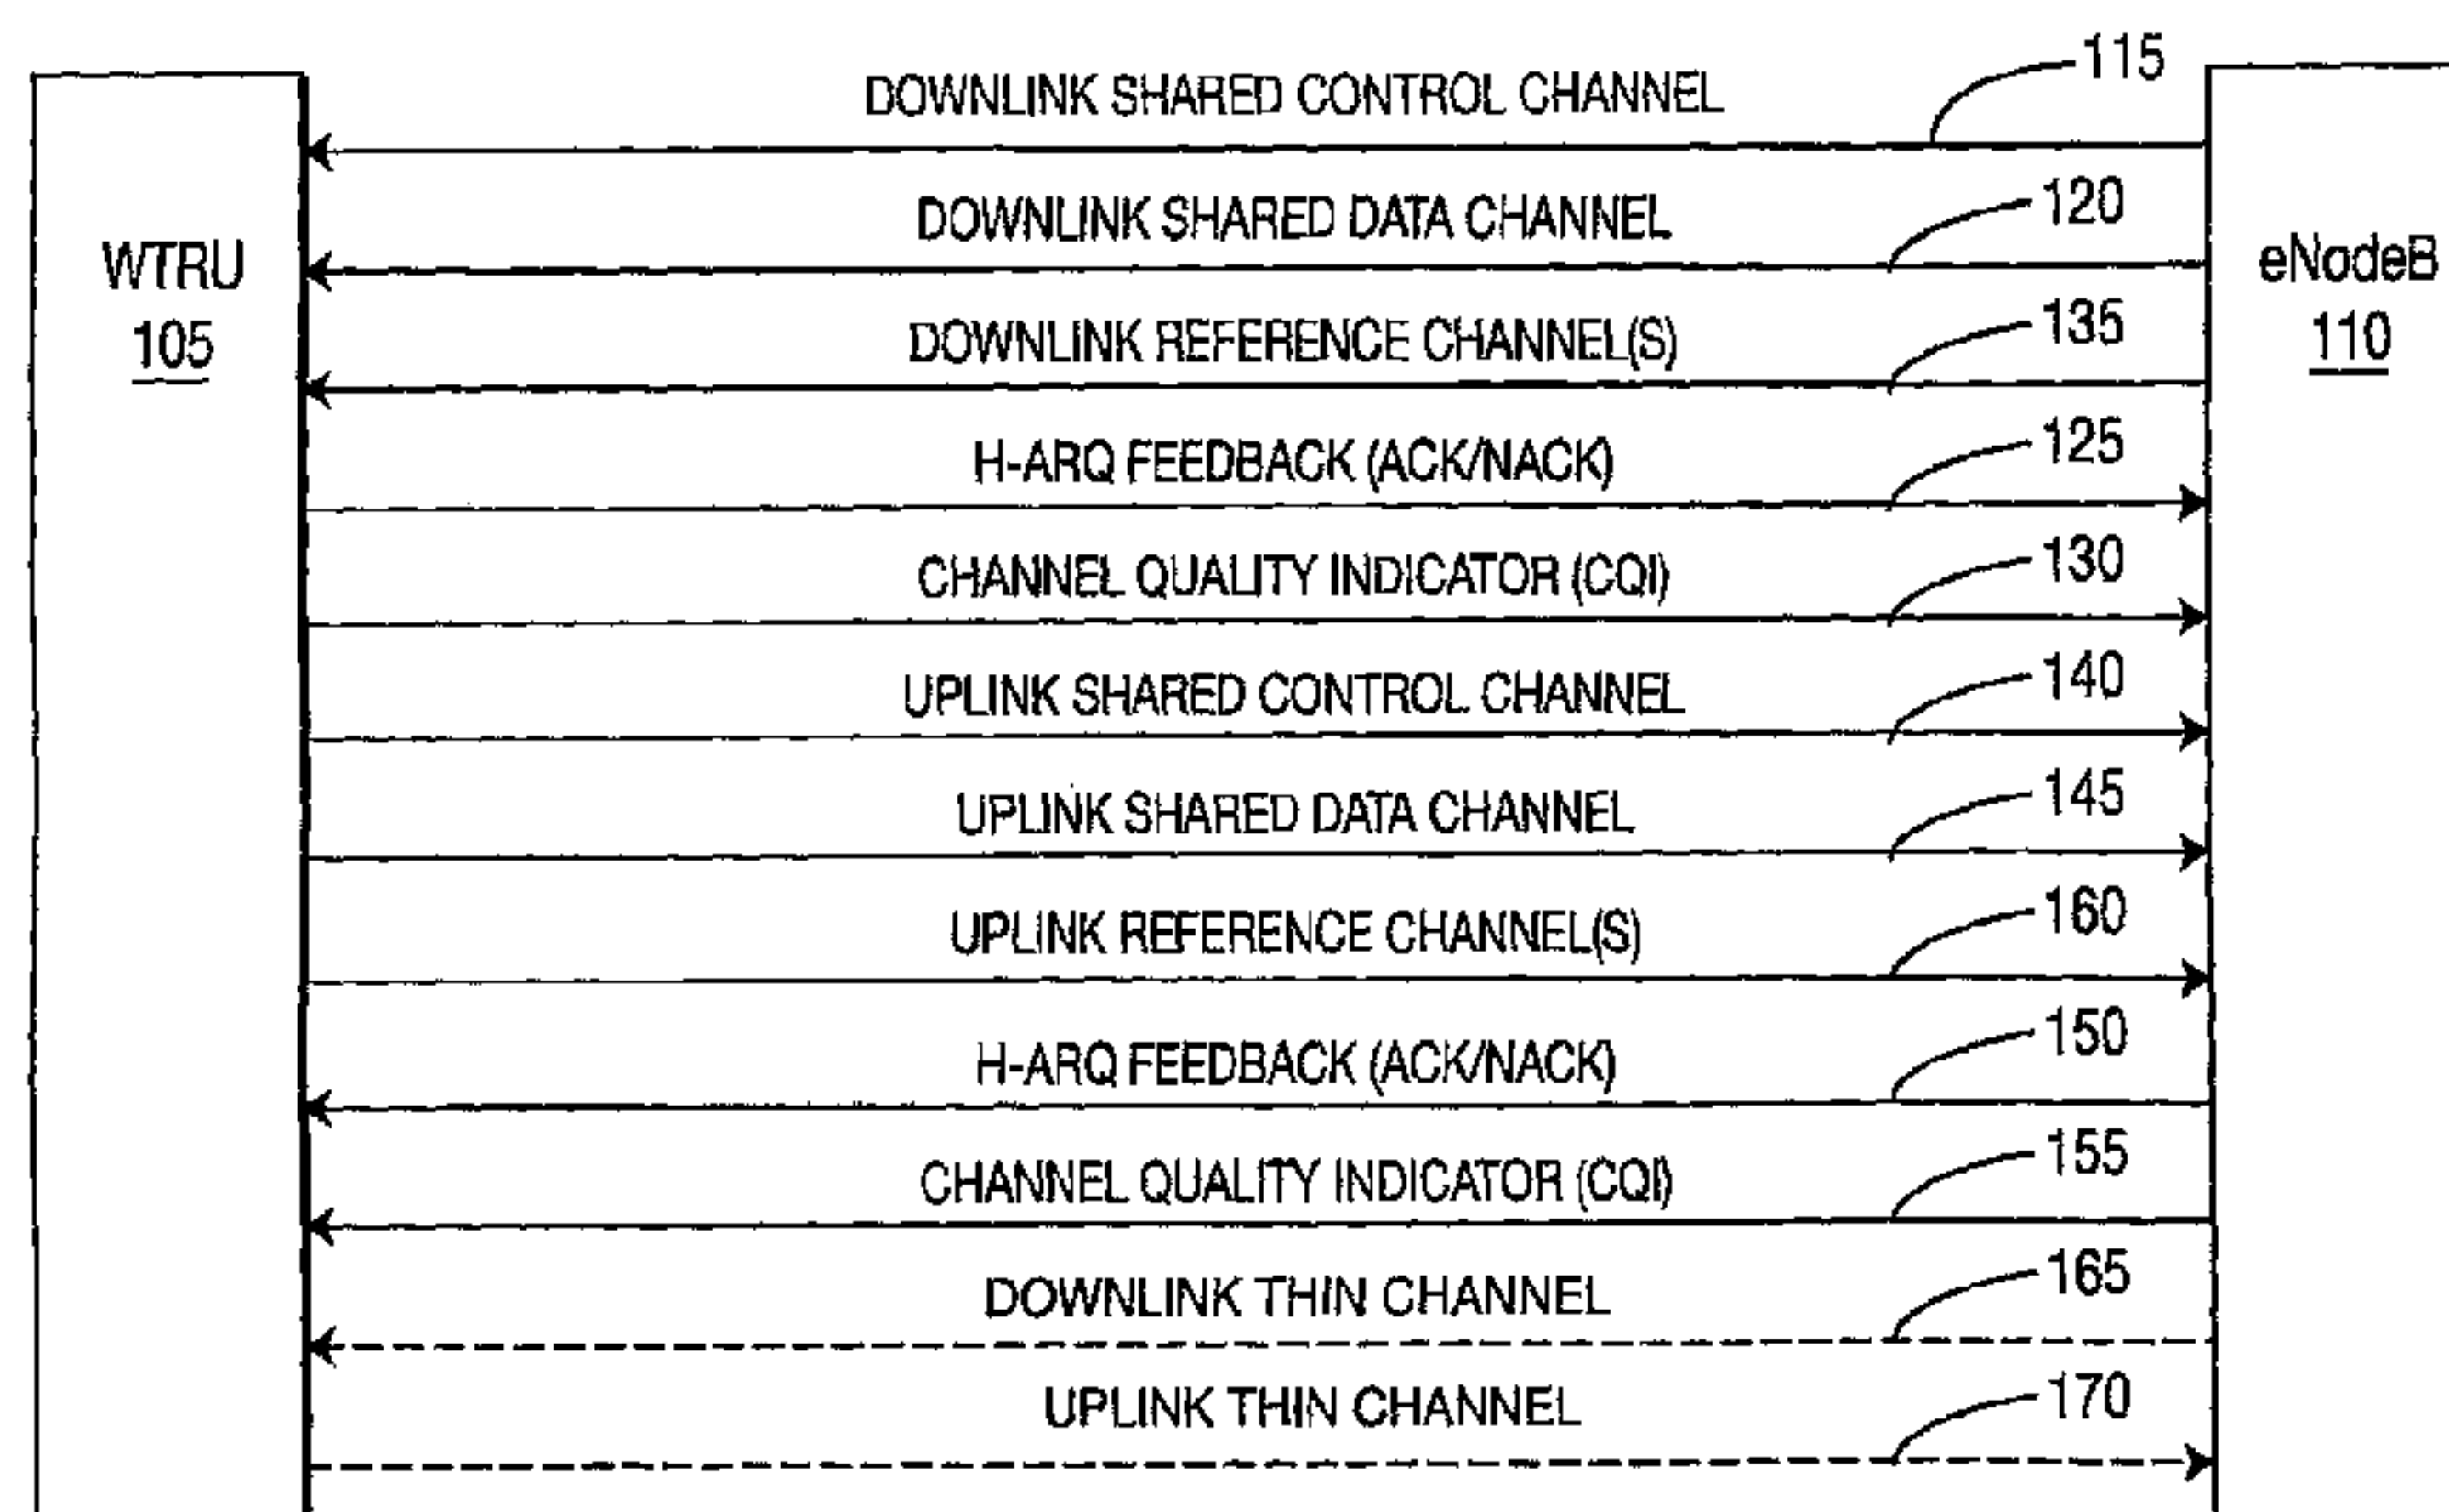 DOWNLINK SHARED CONTROL CHANNEL
115
DOWNLINK SHARED DATA CHANNEL
120
WTRU
105
eNodeB
110
DOWNLINK REFERENCE CHANNEL(S)
135
H-ARQ FEEDBACK (ACK/NACK)
125
CHANNEL QUALITY INDICATOR (CQI)
130
UPLINK SHARED CONTROL CHANNEL
140
UPLINK SHARED DATA CHANNEL
145
UPLINK REFERENCE CHANNEL(S)
160
H-ARQ FEEDBACK (ACK/NACK)
150
CHANNEL QUALITY INDICATOR (CQI)
155
DOWNLINK THIN CHANNEL
165
UPLINK THIN CHANNEL
170